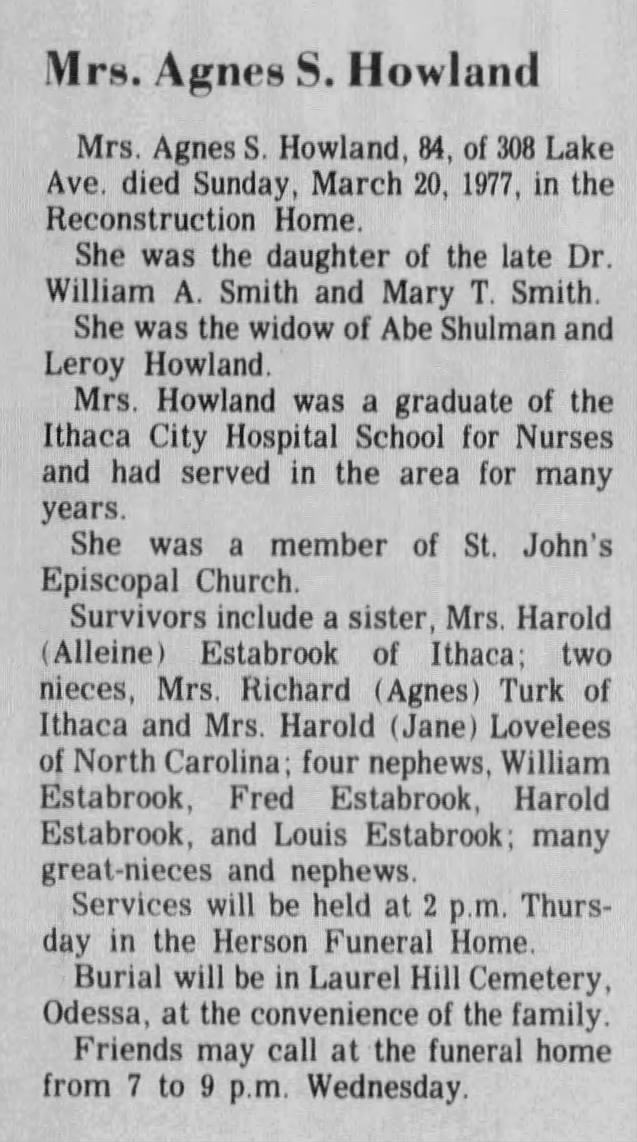 Mrs. Agnes S. Howland
Mrs. Agnes S. Howland, 84, of 308 Lake
Ave. died Sunday, March 20, 1977, in the
Reconstruction Home.
She was the daughter of the late Dr.
William A. Smith and Mary T. Smith.
She was the widow of Abe Shulman and
Leroy Howland.
Mrs. Howland was a graduate of the
Ithaca City Hospital School for Nurses
and had served in the area for many
years.
She was a member of St. John's
Episcopal Church.
Survivors include a sister, Mrs. Harold
(Alleine) Estabrook of Ithaca; two
nieces, Mrs. Richard (Agnes) Turk of
Ithaca and Mrs. Harold (Jane) Lovelees
of North Carolina; four nephews, William
Estabrook, Fred Estabrook, Harold
Estabrook, and Louis Estabrook; many
great-nieces and nephews.
Services will be held at 2 p.m. Thurs-
day in the Herson Funeral Home.
Burial will be in Laurel Hill Cemetery,
Odessa, at the convenience of the family.
Friends may call at the funeral home
from 7 to 9 p.m. Wednesday.